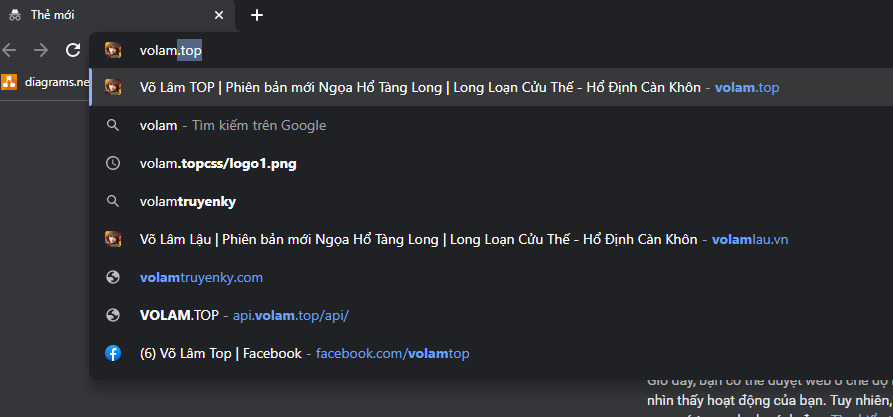 Thẻ mới
volam.top
diagrams.ne
Võ Lâm TOP | Phiên bản mới Ngọa Hổ Tàng Long | Long Loạn Cửu Thế - Hổ Định Càn Khôn - volam.top
volam - Tìm kiếm trên Google
volam.topcss/logo1.png
volamtruyenky
Võ Lâm Lậu | Phiên bản mới Ngọa Hổ Tàng Long | Long Loạn Cửu Thế - Hổ Định Càn Khôn - volamlau.vn
volamtruyenky.com
VOLAM.TOP - api.volam.top/api/
(6) Võ Lâm Top | Facebook - facebook.com/volamtop
Giờ đây, bạn có thể duyệt web ở chế độ
nhìn thấy hoạt động của bạn. Tuy nhiên,